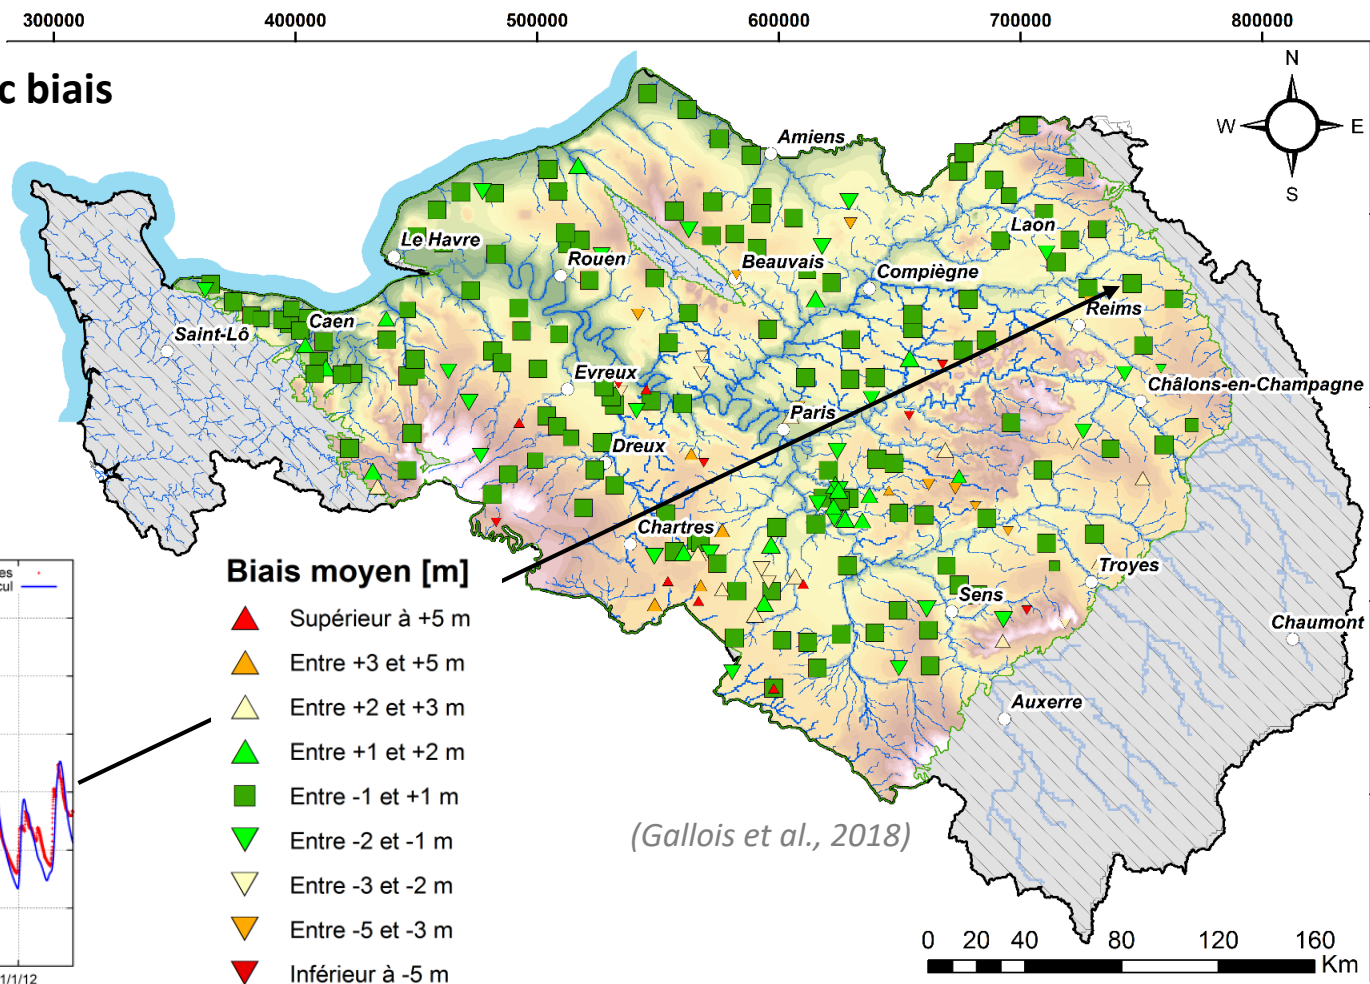 300000 400000 500000 600000 700000 800000
c biais
N
W E
S
Amiens
Laon
Le Havre
Rouen
Beauvais
Compiègne
Reims
Saint-Lô
Caen
Evreux
Châlons-en-Champagne
Paris
Dreux
Chartres
Troyes
Sens
Chaumont
Auxerre
es
cul
1/1/12
Biais moyen [m]
Supérieur à +5 m
Entre +3 et +5 m
Entre +2 et +3 m
Entre +1 et +2 m
Entre -1 et +1 m
Entre -2 et -1 m
Entre -3 et -2 m
Entre -5 et -3 m
Inférieur à -5 m
(Gallois et al., 2018)
0 20 40 80 120 160
Km